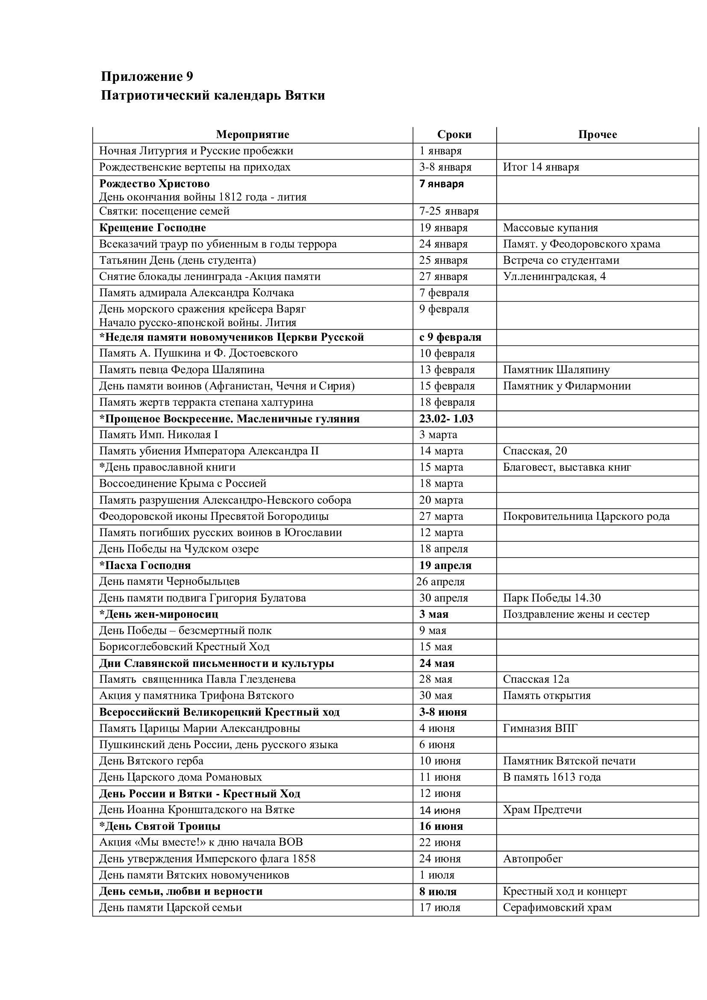 Приложение 9
Патриотический календарь Вятки
Мероприятие Сроки Прочее
Ночная Литургия и Русские пробежки 1 января
Рождественские вертепы на приходах 3-8 января Итог 14 января
Рождество Христово 7 января
День окончания войны 1812 года - лития
Святки: посещение семей 7-25 января
Крещение Господне 19 января Массовые купания
Всеказачий траур по убиенным в годы террора 24 января Памят. у Феодоровского храма
Татьянин День (день студента) 25 января Встреча со студентами
Снятие блокады ленинграда -Акция памяти 27 января Ул.ленинградская, 4
Память адмирала Александра Колчака 7 февраля
День морского сражения крейсера Варяг 9 февраля
Начало русско-японской войны. Лития
*Неделя памяти новомучеников Церкви Русской с 9 февраля
Память А. Пушкина и Ф. Достоевского 10 февраля
Память певца Федора Шаляпина 13 февраля Памятник Шаляпину
День памяти воинов (Афганистан, Чечня и Сирия) 15 февраля Памятник у Филармонии
Память жертв терракта степана халтурина 18 февраля
*Прощеное Воскресение. Масленичные гуляния 23.02- 1.03
Память Имп. Николая I 3 марта
Память убиения Императора Александра II 14 марта Спасская, 20
*День православной книги 15 марта Благовест, выставка книг
Воссоединение Крыма с Россией 18 марта
Память разрушения Александро-Невского собора 20 марта
Феодоровской иконы Пресвятой Богородицы 27 марта Покровительница Царского рода
Память погибших русских воинов в Югославии 12 марта
День Победы на Чудском озере 18 апреля
*Пасха Господня 19 апреля
День памяти Чернобыльцев 26 апреля
День памяти подвига Григория Булатова 30 апреля Парк Победы 14.30
*День жен-мироносиц 3 мая Поздравление жены и сестер
День Победы – безсмертный полк 9 мая
Борисоглебовский Крестный Ход 15 мая
Дни Славянской письменности и культуры 24 мая
Память священника Павла Глезденева 28 мая Спасская 12а
Акция у памятника Трифона Вятского 30 мая Память открытия
Всероссийский Великорецкий Крестный ход 3-8 июня
Память Царицы Марии Александровны 4 июня Гимназия ВПГ
Пушкинский день России, день русского языка 6 июня
День Вятского герба 10 июня Памятник Вятской печати
День Царского дома Романовых 11 июня В память 1613 года
День России и Вятки - Крестный Ход 12 июня
День Иоанна Кронштадского на Вятке 14 июня Храм Предтечи
*День Святой Троицы 16 июня
Акция «Мы вместе!» к дню начала ВОВ 22 июня
День утверждения Имперского флага 1858 24 июня Автопробег
День памяти Вятских новомучеников 1 июля
День семьи, любви и верности 8 июля Крестный ход и концерт
День памяти Царской семьи 17 июля Серафимовский храм